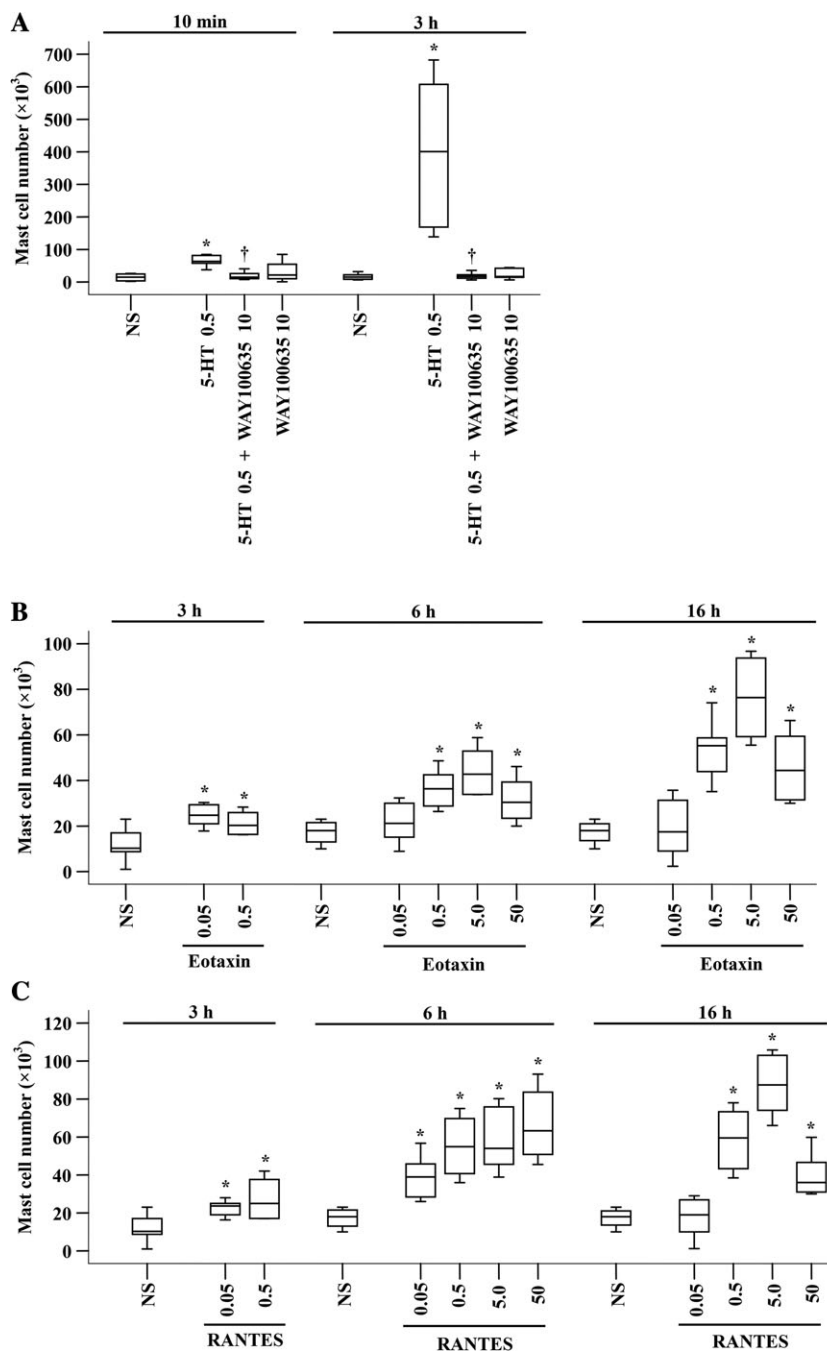 A
10 min 3 h
Mast cell number (×10³)
700
600
500
400
300
200
100
0
*
†
*
†
NS
5-HT 0.5
5-HT 0.5 + WAY100635 10
WAY100635 10
NS
5-HT 0.5
5-HT 0.5 + WAY100635 10
WAY100635 10
B
3 h 6 h 16 h
Mast cell number (×10³)
100
80
60
40
20
0
* *
* * *
* * *
NS 0.05 0.5 NS 0.05 0.5 5.0 50 NS 0.05 0.5 5.0 50
Eotaxin Eotaxin Eotaxin
C
3 h 6 h 16 h
Mast cell number (×10³)
120
100
80
60
40
20
0
* *
* * * *
* * *
NS 0.05 0.5 NS 0.05 0.5 5.0 50 NS 0.05 0.5 5.0 50
RANTES RANTES RANTES